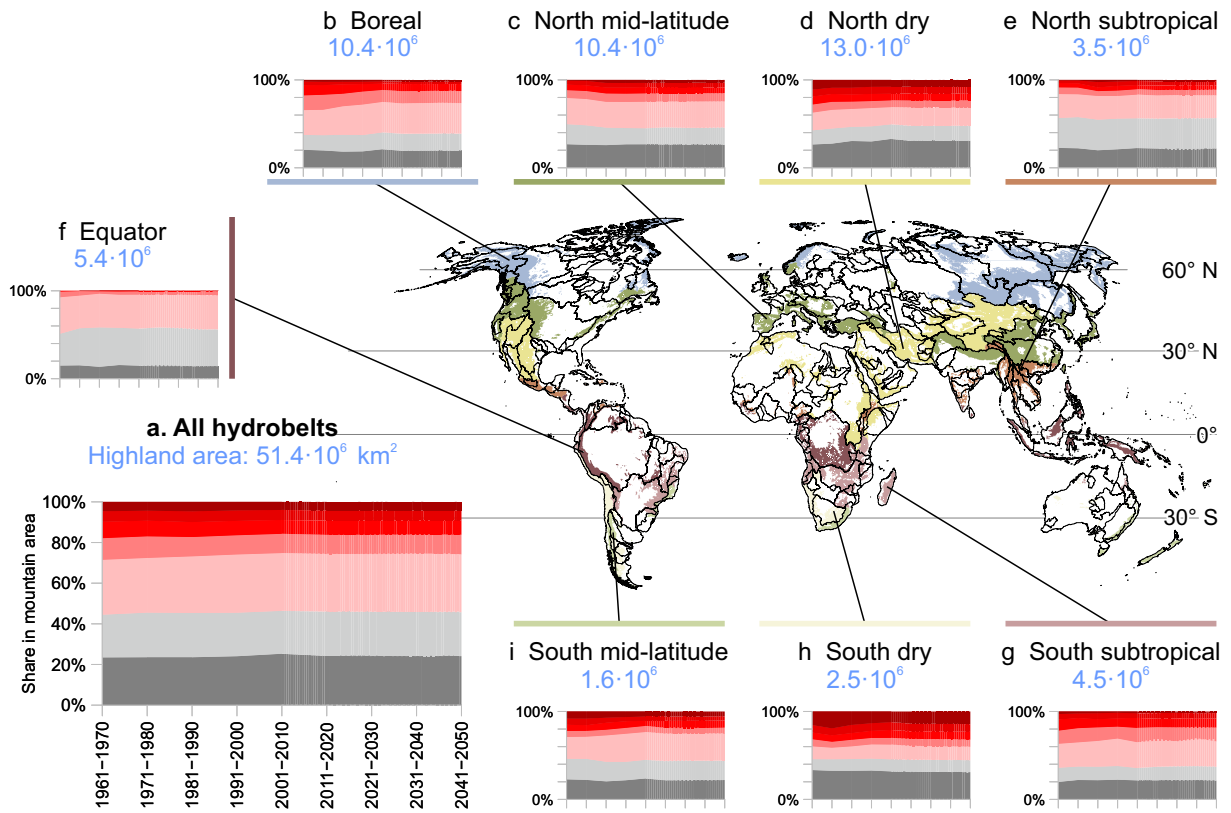 b Boreal
10.4·10⁶
c North mid-latitude
10.4·10⁶
d North dry
13.0·10⁶
e North subtropical
3.5·10⁶
100%
0%
100%
0%
100%
0%
100%
0%
f Equator
5.4·10⁶
100%
0%
60° N
30° N
0°
30° S
a. All hydrobelts
Highland area: 51.4·10⁶ km²
Share in mountain area
100%
80%
60%
40%
20%
0%
1961−1970
1971−1980
1981−1990
1991−2000
2001−2010
2011−2020
2021−2030
2031−2040
2041−2050
i South mid-latitude
1.6·10⁶
h South dry
2.5·10⁶
g South subtropical
4.5·10⁶
100%
0%
100%
0%
100%
0%